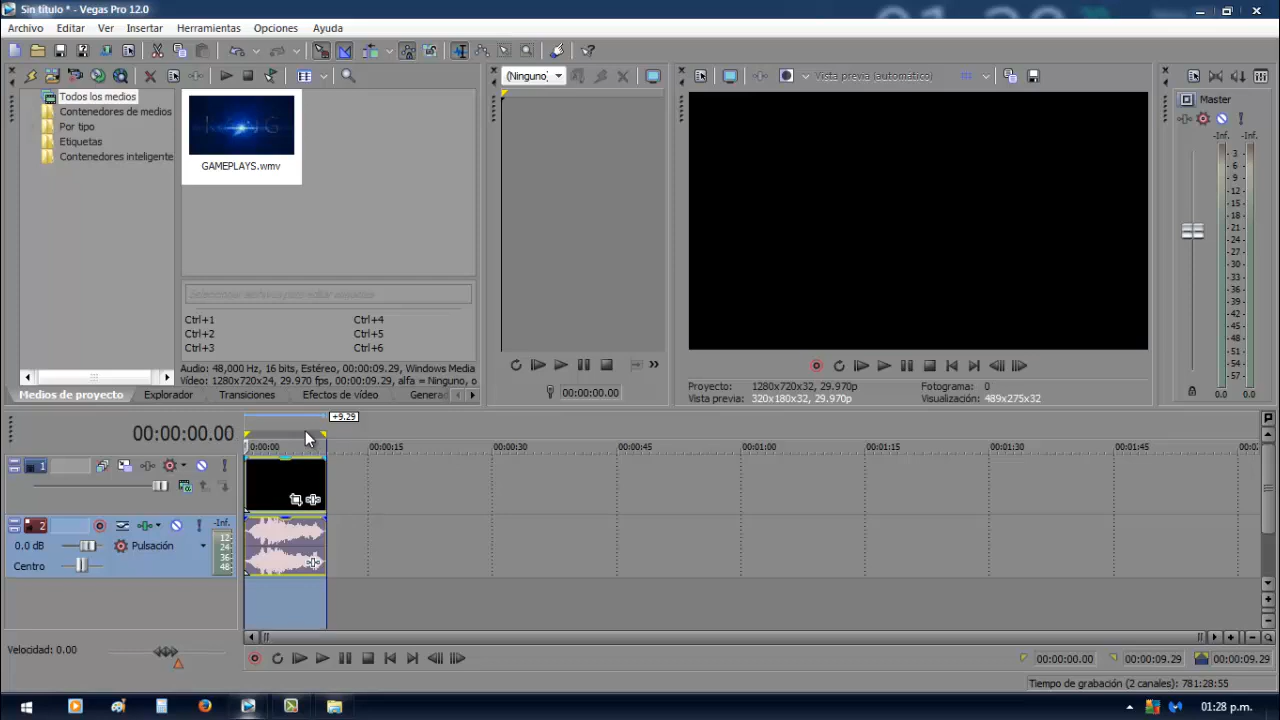 Sin título * - Vegas Pro 12.0
Archivo Editar Ver Insertar Herramientas Opciones Ayuda
(Ninguno) Vista previa (automático)
Todos los medios
Contenedores de medios
Por tipo
Etiquetas
Contenedores inteligente
GAMEPLAYS.wmv
Master
-Inf. -Inf.
3
6
9
12
15
18
21
24
27
30
33
36
39
42
45
48
51
54
57
0.0 0.0
Ctrl+1 Ctrl+4
Ctrl+2 Ctrl+5
Ctrl+3 Ctrl+6
Audio: 48,000 Hz, 16 Bits, Estéreo, 00:00:09.29, Windows Media
Vídeo: 1280x720x24, 29.970 fps, 00:00:09.29, alfa = Ninguno, o
Medios de proyecto Explorador Transiciones Efectos de vídeo Generad
00:00:00.00
Proyecto: 1280x720x32, 29.970p Fotograma: 0
Vista previa: 320x180x32, 29.970p Visualización: 489x275x32
+9.29
00:00:00.00
0:00:00 00:00:15 00:00:30 00:00:45 00:01:00 00:01:15 00:01:30 00:01:45 00:0
1
2 -Inf.
12
24
36
48
0.0 dB Pulsación
Centro
Velocidad: 0.00
00:00:00.00 00:00:09.29 00:00:09.29
Tiempo de grabación (2 canales): 781:28:55
01:28 p.m.